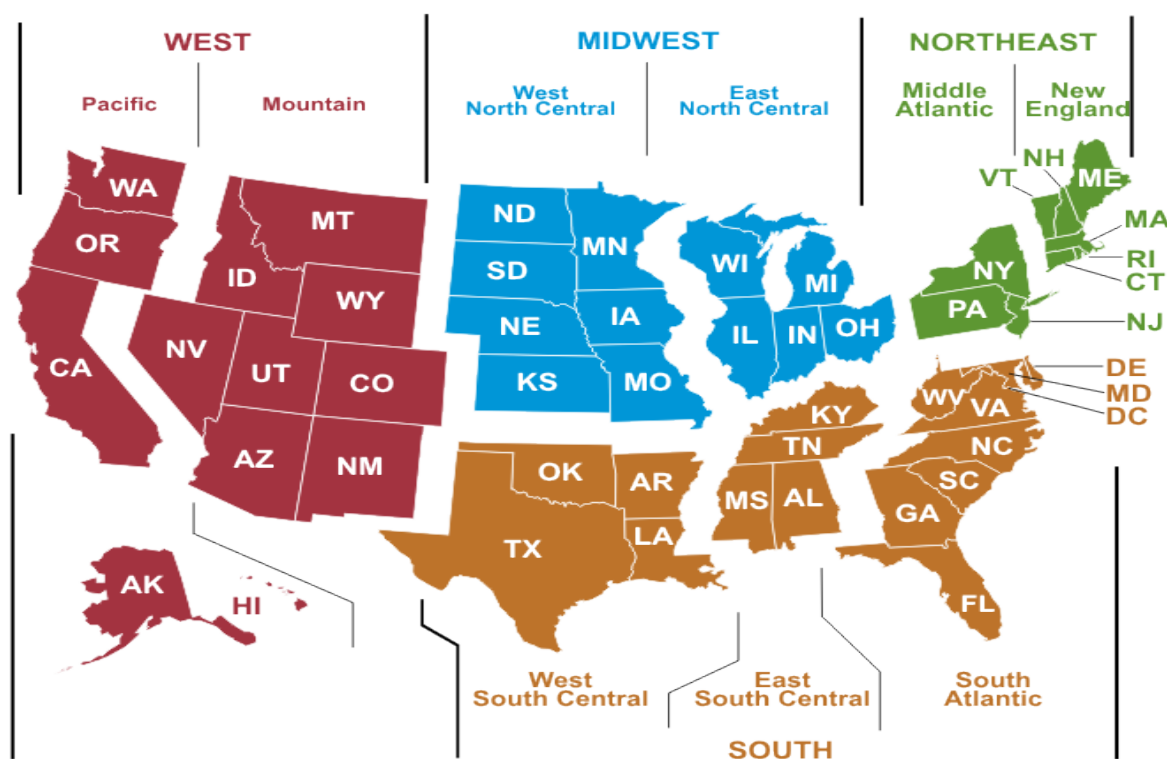 WEST
MIDWEST
NORTHEAST
Pacific
Mountain
West
North Central
East
North Central
Middle
Atlantic
New
England
WA
OR
CA
NV
ID
MT
WY
UT
CO
AZ
NM
AK
HI
ND
SD
NE
KS
MN
IA
MO
WI
MI
IL
IN
OH
NH
VT
ME
MA
RI
CT
NY
PA
NJ
DE
MD
DC
WV
VA
NC
SC
GA
FL
KY
TN
MS
AL
OK
AR
TX
LA
West
South Central
East
South Central
South
Atlantic
SOUTH